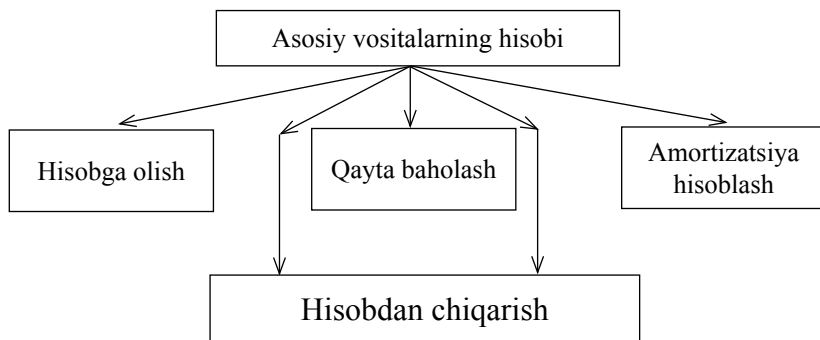 Asosiy vositalarning hisobi
Hisobga olish
Qayta baholash
Amortizatsiya
hisoblash
Hisobdan chiqarish